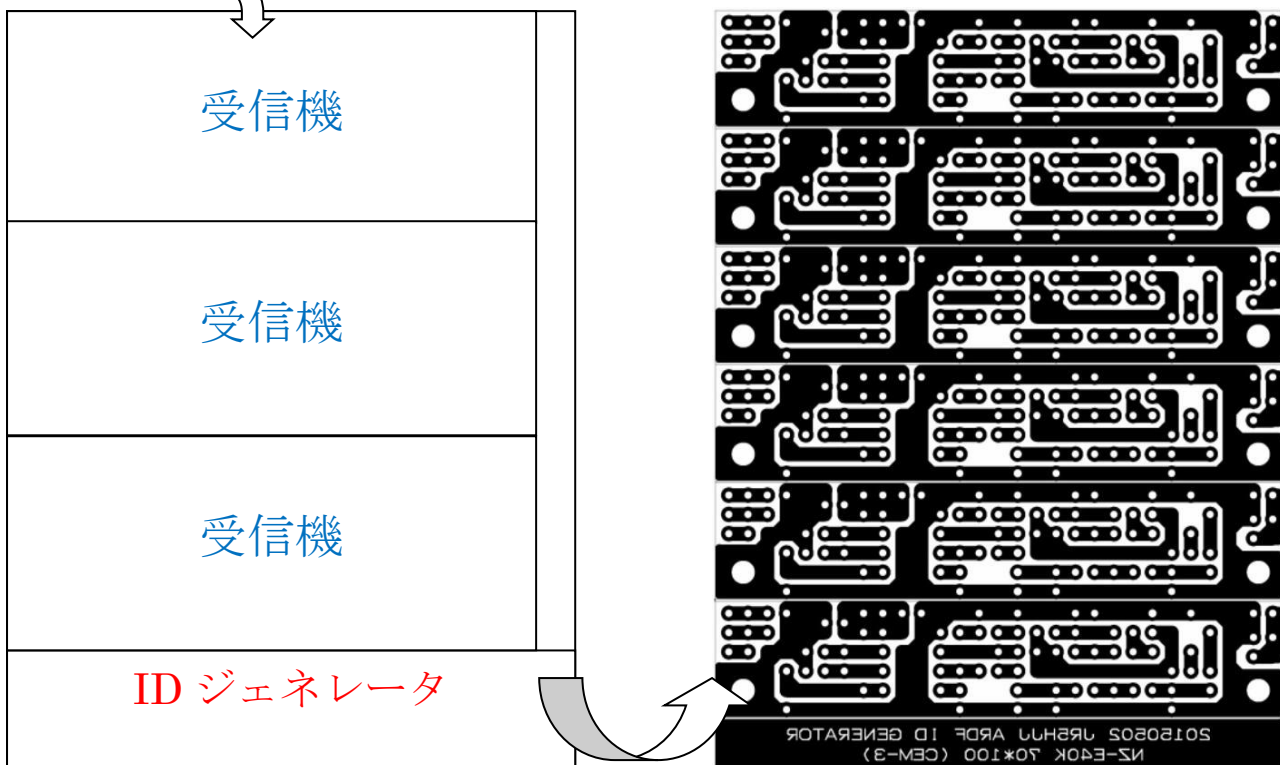 受信機
受信機
受信機
ID ジェネレータ
20150502 JR5HJJ ARDF ID GENERATOR
NZ-E40K 70*100 (CEM-3)